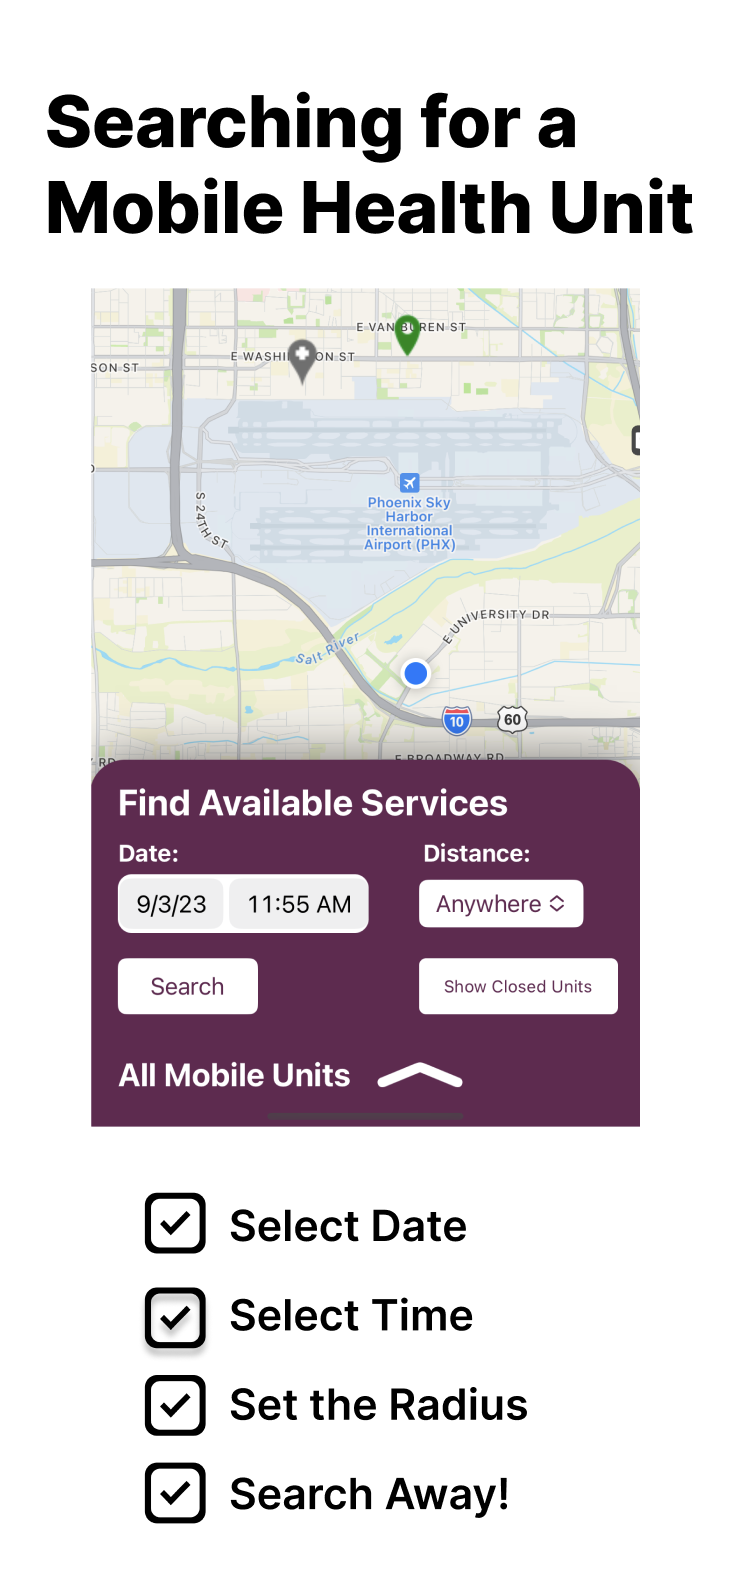 Searching for a
Mobile Health Unit
E VAN BUREN ST
E WASHINGTON ST
SON ST
S 24TH ST
Phoenix Sky
Harbor
International
Airport (PHX)
E UNIVERSITY DR
Salt River
10
60
E BROADWAY RD
RD
Find Available Services
Date:
Distance:
9/3/23 11:55 AM
Anywhere
Search
Show Closed Units
All Mobile Units
Select Date
Select Time
Set the Radius
Search Away!